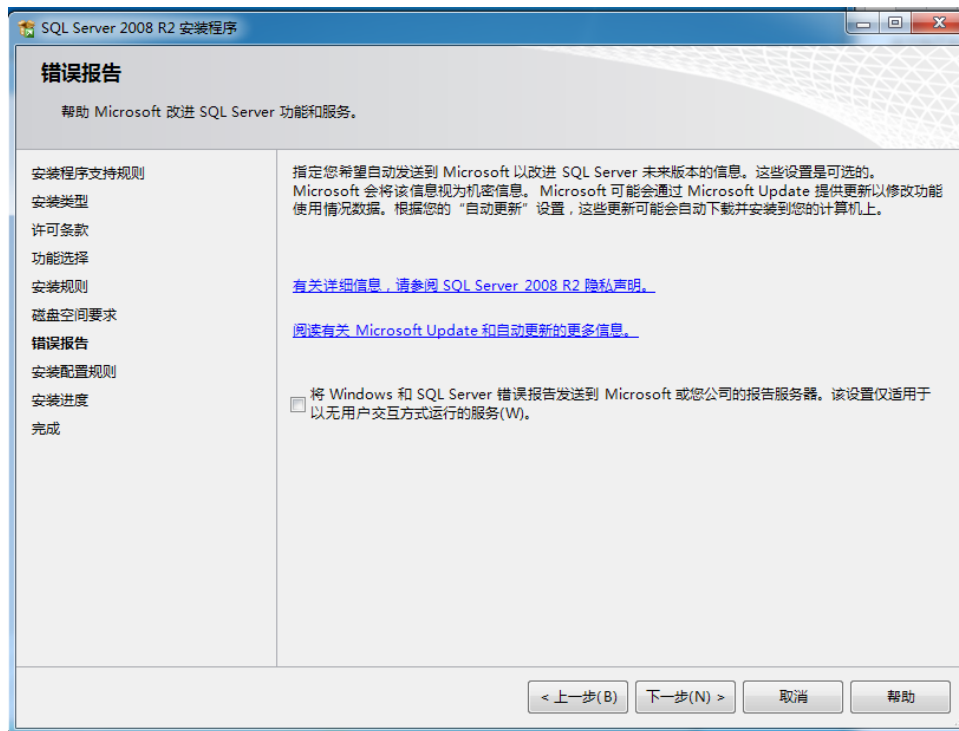 SQL Server 2008 R2 安装程序
错误报告
帮助 Microsoft 改进 SQL Server 功能和服务。
安装程序支持规则
安装类型
许可条款
功能选择
安装规则
磁盘空间要求
错误报告
安装配置规则
安装进度
完成
指定您希望自动发送到 Microsoft 以改进 SQL Server 未来版本的信息。这些设置是可选的。
Microsoft 会将该信息视为机密信息。 Microsoft 可能会通过 Microsoft Update 提供更新以修改功能
使用情况数据。根据您的“自动更新”设置，这些更新可能会自动下载并安装到您的计算机上。
有关详细信息，请参阅 SQL Server 2008 R2 隐私声明。
阅读有关 Microsoft Update 和自动更新的更多信息。
将 Windows 和 SQL Server 错误报告发送到 Microsoft 或您公司的报告服务器。该设置仅适用于
以无用户交互方式运行的服务(W)。
< 上一步(B)
下一步(N) >
取消
帮助